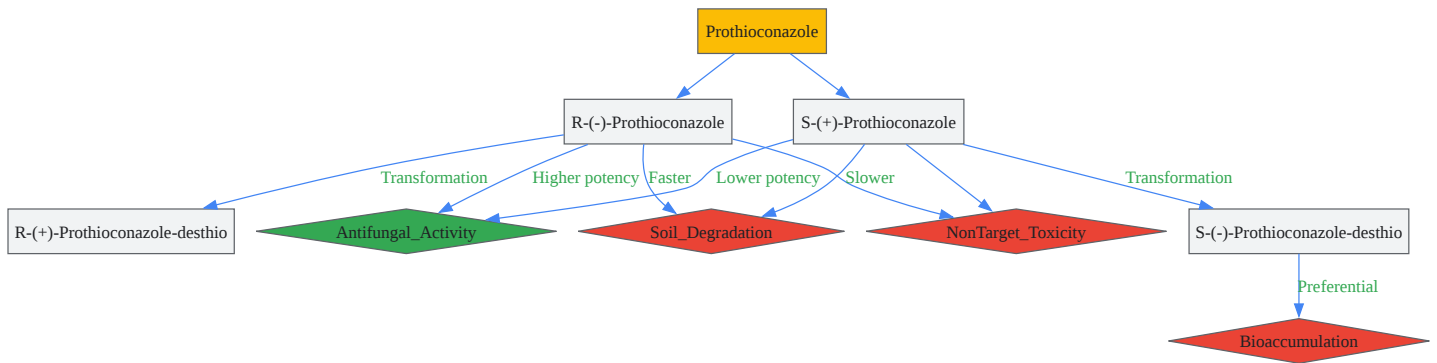 Prothioconazole
R-(-)-Prothioconazole
S-(+)-Prothioconazole
Transformation
Higher potency
Faster
Lower potency
Slower
Transformation
R-(+)-Prothioconazole-desthio
Antifungal_Activity
Soil_Degradation
NonTarget_Toxicity
S-(-)-Prothioconazole-desthio
Preferential
Bioaccumulation